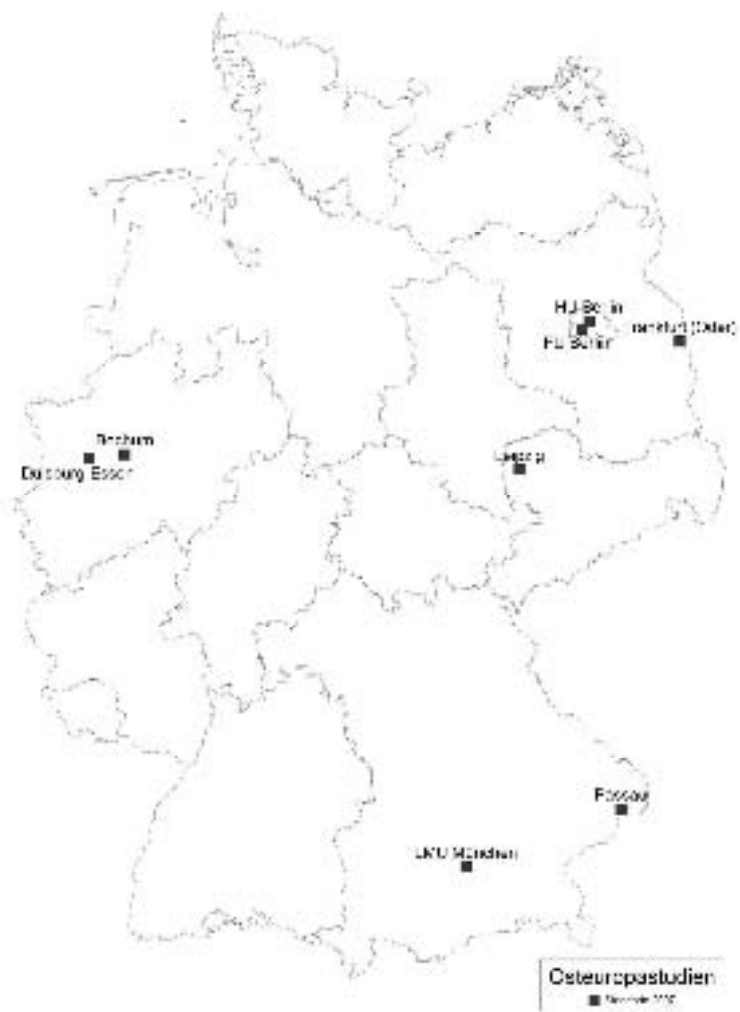 HU Berlin
FU Berlin
Frankfurt (Oder)
Bochum
Duisburg-Essen
Leipzig
Passau
LMU München
Osteuropastudien